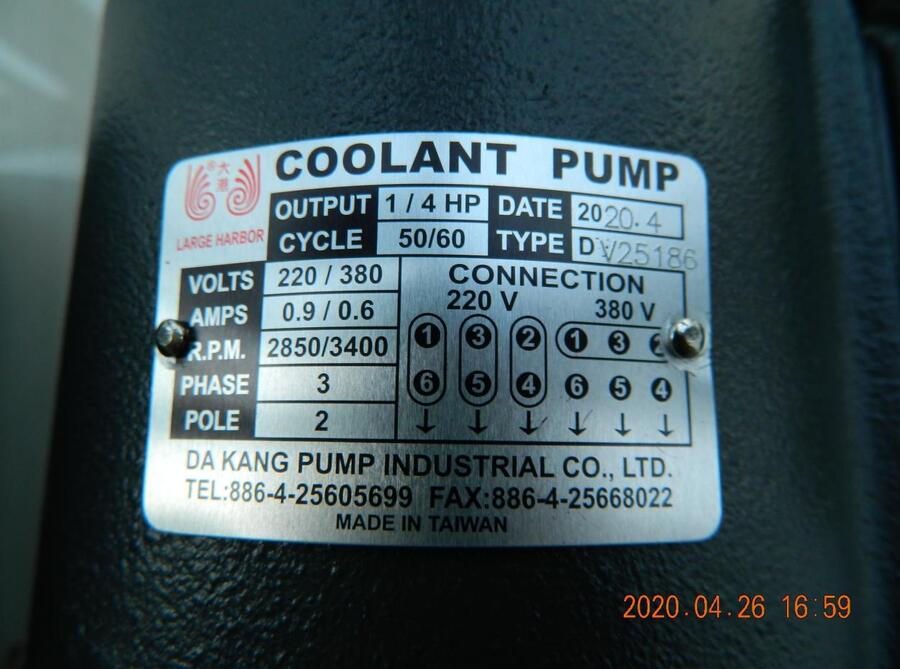 大港®
LARGE HARBOR
COOLANT PUMP
OUTPUT 1 / 4 HP DATE 2020.4
CYCLE 50/60 TYPE DV25186
VOLTS 220 / 380
AMPS 0.9 / 0.6
R.P.M. 2850/3400
PHASE 3
POLE 2
CONNECTION
220 V 380 V
1 3 2 1 3 2
6 5 4 6 5 4
↓ ↓ ↓ ↓ ↓ ↓
DA KANG PUMP INDUSTRIAL CO., LTD.
TEL:886-4-25605699 FAX:886-4-25668022
MADE IN TAIWAN
2020.04.26 16:59